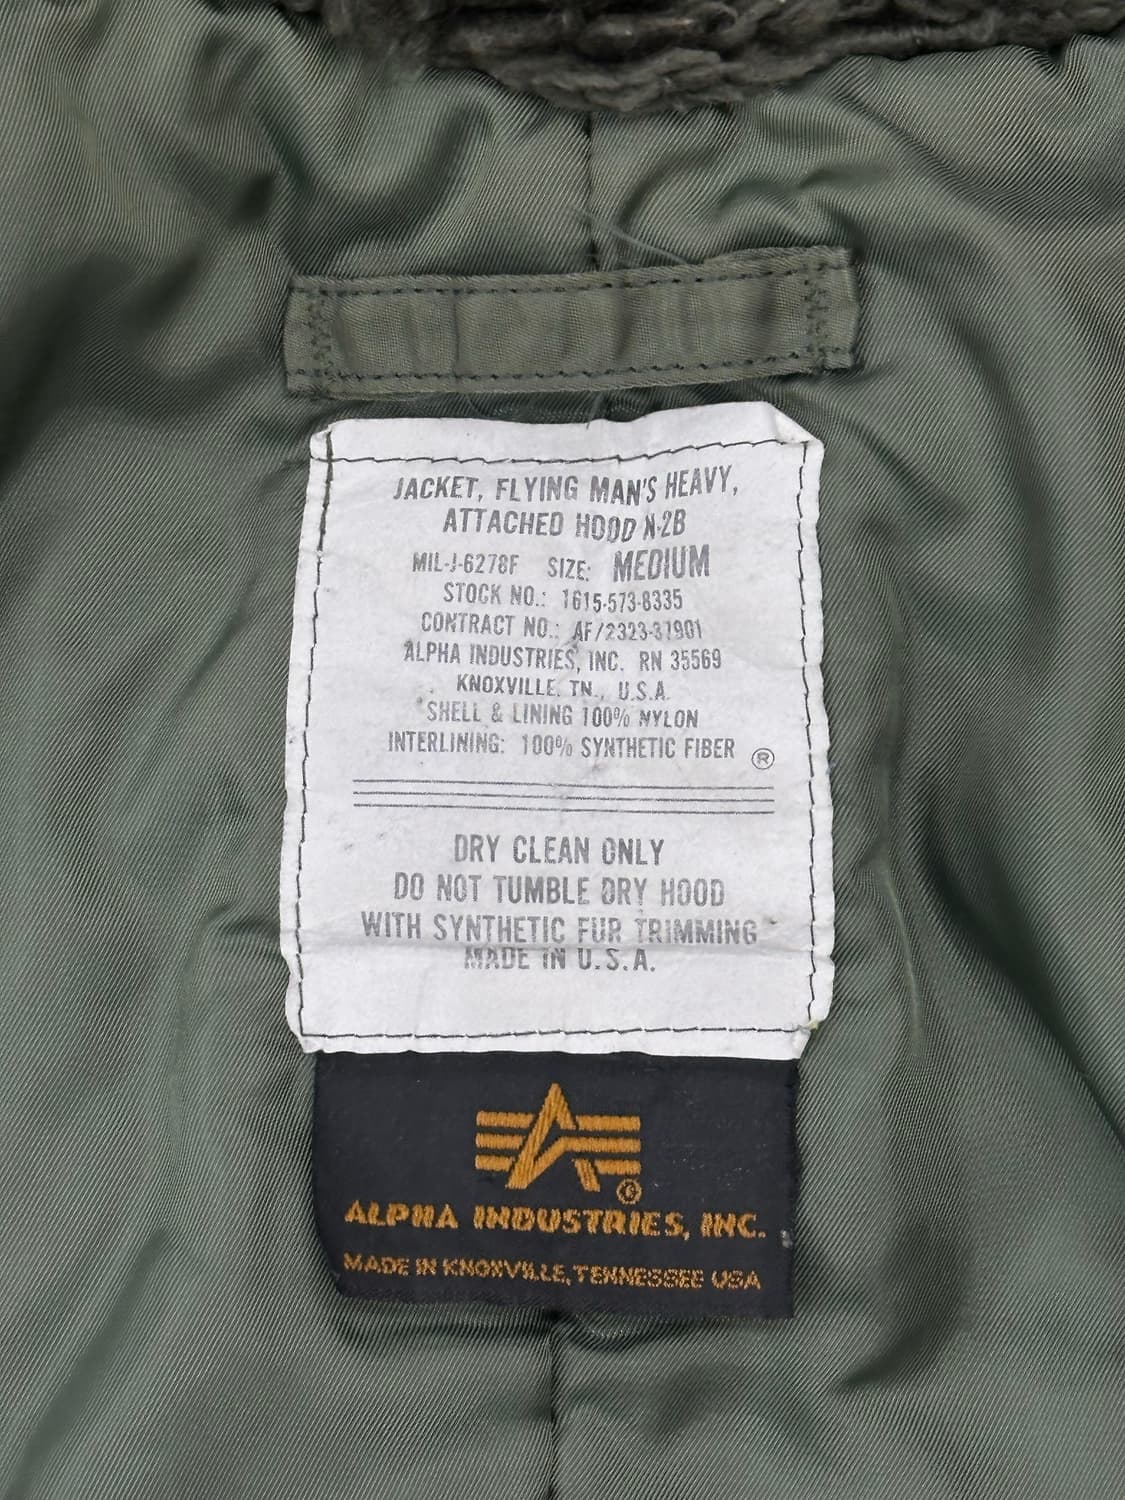 JACKET, FLYING MAN'S HEAVY,
ATTACHED HOOD N-2B
MIL-J-6278F SIZE: MEDIUM
STOCK NO.: 1615-573-8335
CONTRACT NO.: AF/2323-37901
ALPHA INDUSTRIES, INC. RN 35569
KNOXVILLE, TN., U.S.A.
SHELL & LINING 100% NYLON
INTERLINING: 100% SYNTHETIC FIBER ®
DRY CLEAN ONLY
DO NOT TUMBLE DRY HOOD
WITH SYNTHETIC FUR TRIMMING
MADE IN U.S.A.
®
ALPHA INDUSTRIES, INC.
MADE IN KNOXVILLE, TENNESSEE USA